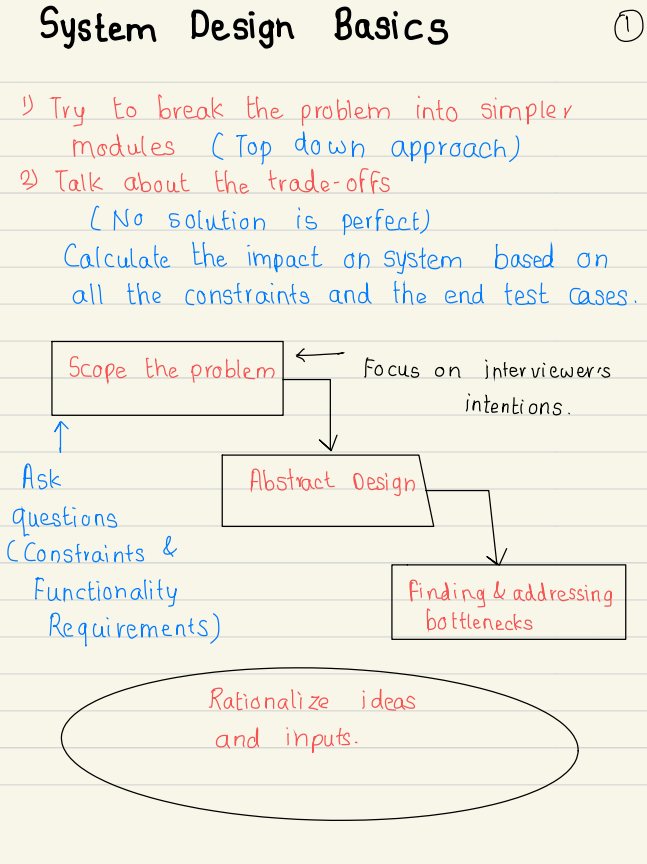 System Design Basics
1
1) Try to break the problem into simpler
modules (Top down approach)
2) Talk about the trade-offs
(No solution is perfect)
Calculate the impact on system based on
all the constraints and the end test cases.
Scope the problem
Focus on interviewer's
intentions.
Ask
questions
(Constraints &
Functionality
Requirements)
Abstract Design
Finding & addressing
bottlenecks
Rationalize ideas
and inputs.